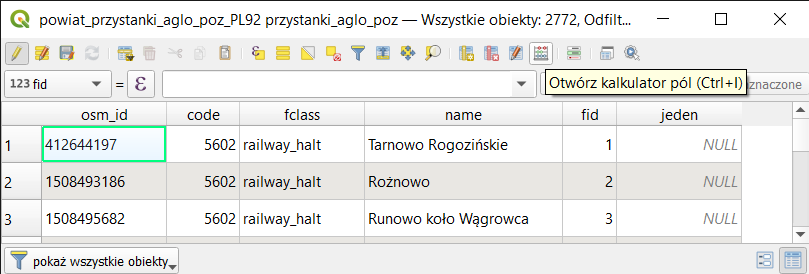 powiat_przystanki_aglo_poz_PL92 przystanki_aglo_poz — Wszystkie obiekty: 2772, Odfilt...
123 fid = ε
Otwórz kalkulator pól (Ctrl+I) znaczone
osm_id code fclass name fid jeden
1 412644197 5602 railway_halt Tarnowo Rogozińskie 1 NULL
2 1508493186 5602 railway_halt Rożnowo 2 NULL
3 1508495682 5602 railway_halt Runowo koło Wągrowca 3 NULL
pokaż wszystkie obiekty